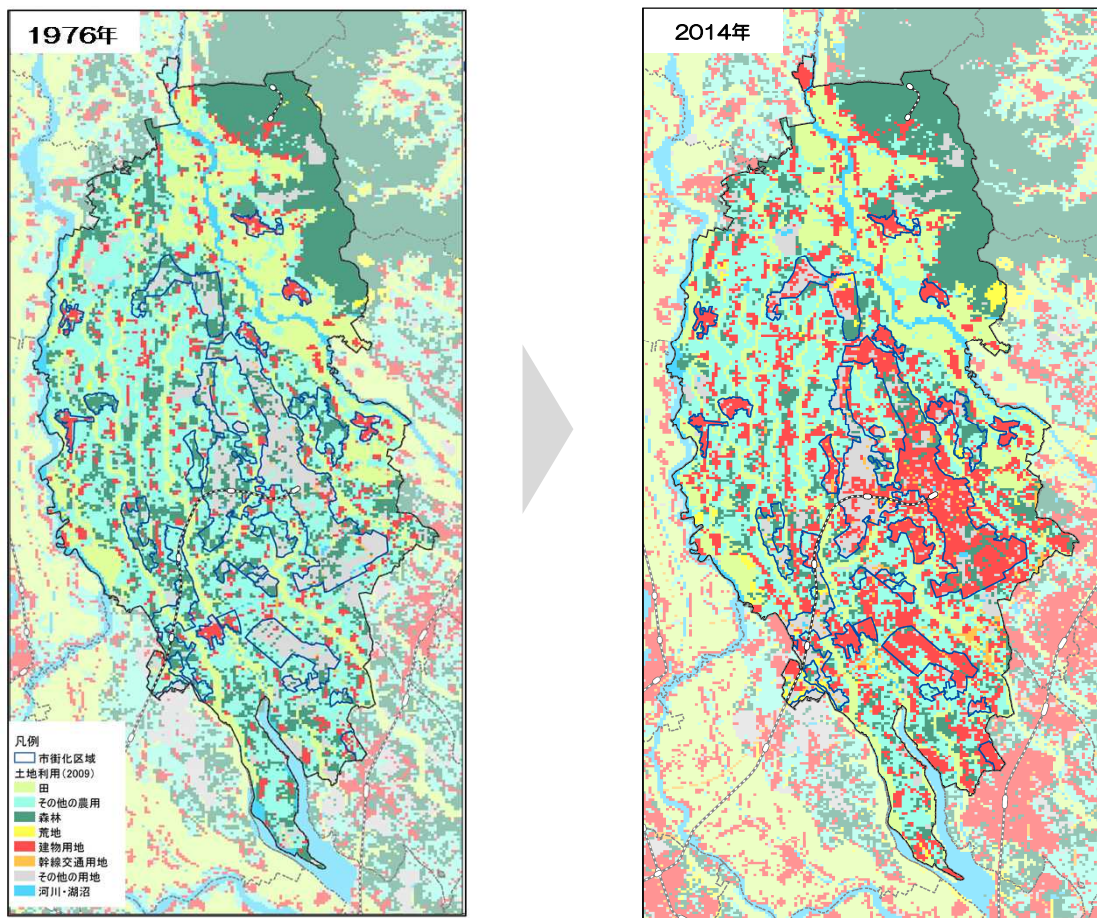 1976年
2014年
凡例
市街化区域
土地利用(2009)
田
その他の農用
森林
荒地
建物用地
幹線交通用地
その他の用地
河川・湖沼